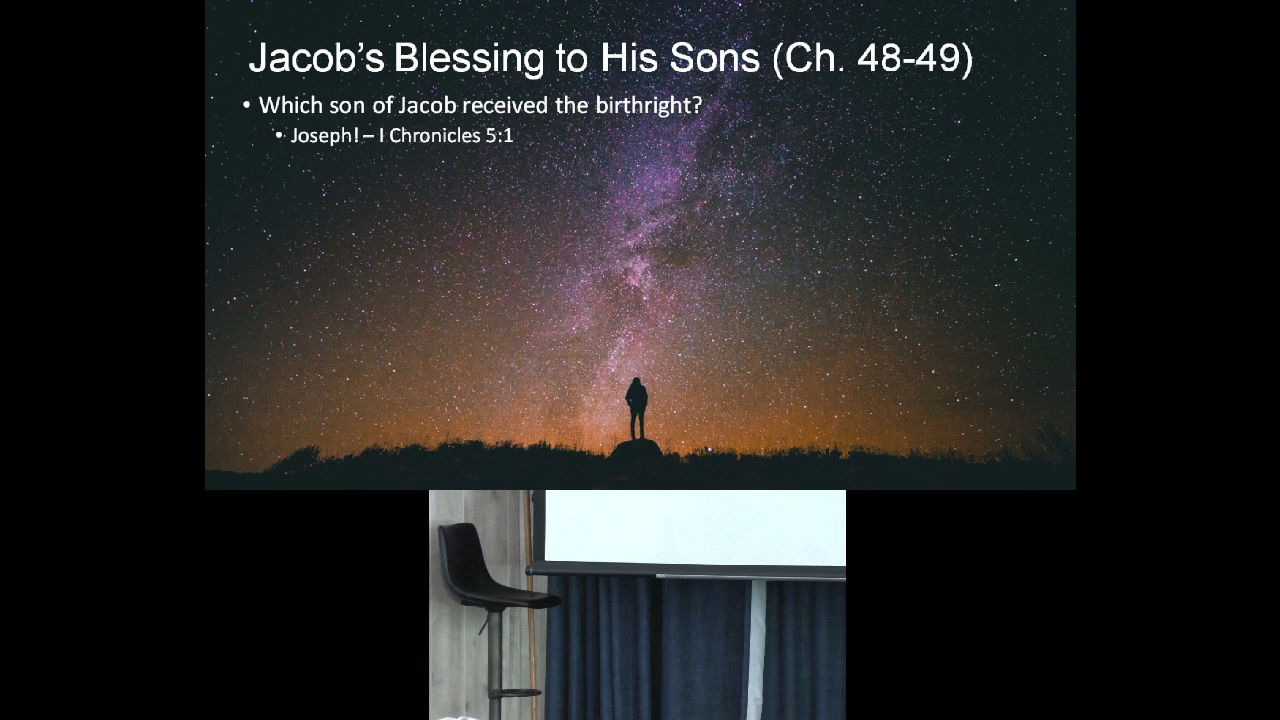 Jacob’s Blessing to His Sons (Ch. 48-49)
• Which son of Jacob received the birthright?
• Joseph! – I Chronicles 5:1